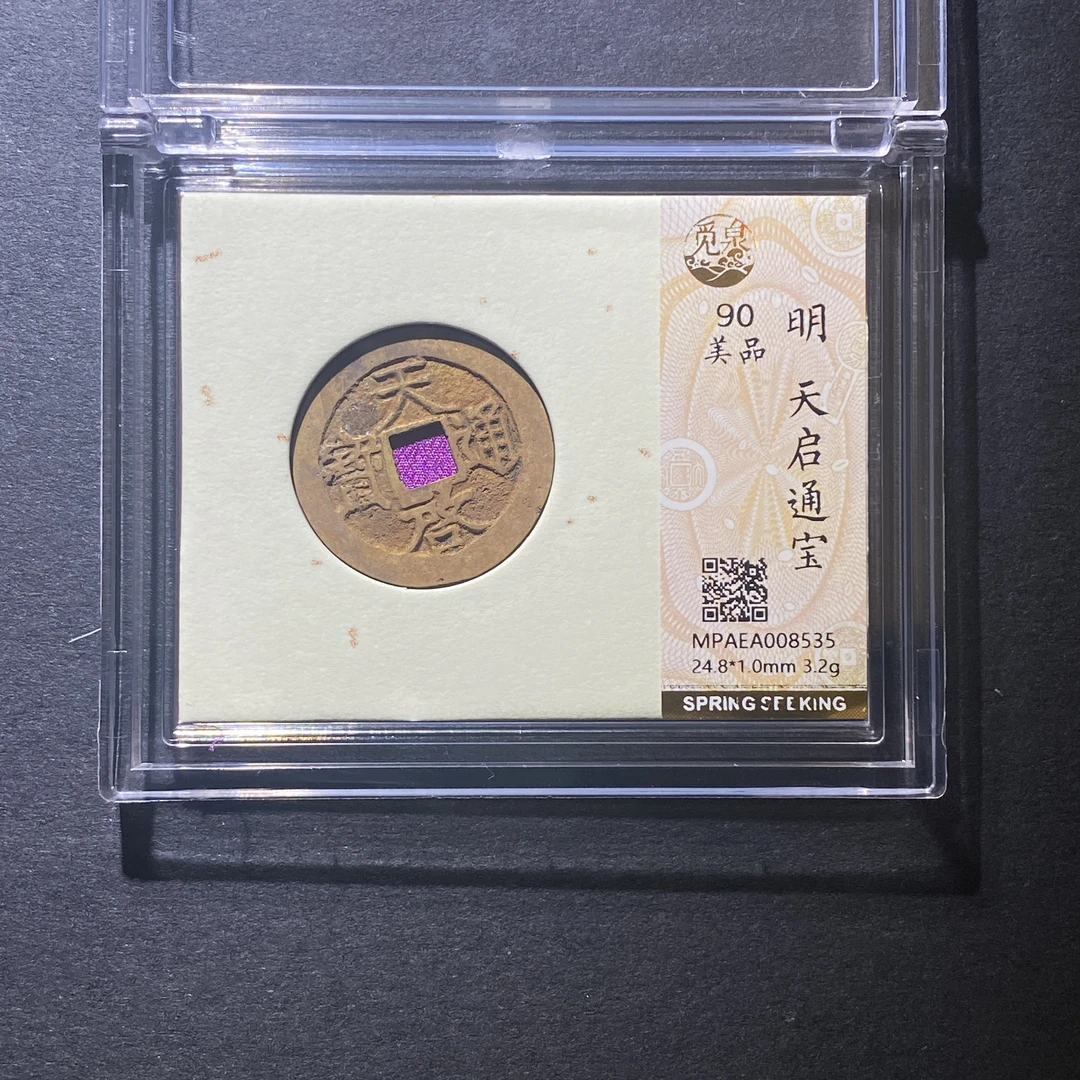 天啓通寳
觅泉
90
美品
明 天启通宝
MPAEA008535
24.8*1.0mm 3.2g
SPRING SEEKING